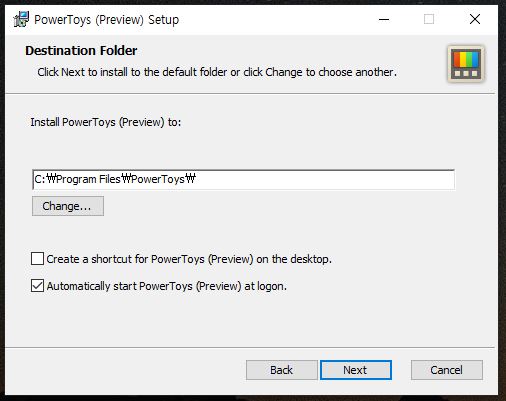 PowerToys (Preview) Setup
Destination Folder
Click Next to install to the default folder or click Change to choose another.
Install PowerToys (Preview) to:
C:₩Program Files₩PowerToys₩
Change...
Create a shortcut for PowerToys (Preview) on the desktop.
Automatically start PowerToys (Preview) at logon.
Back Next Cancel